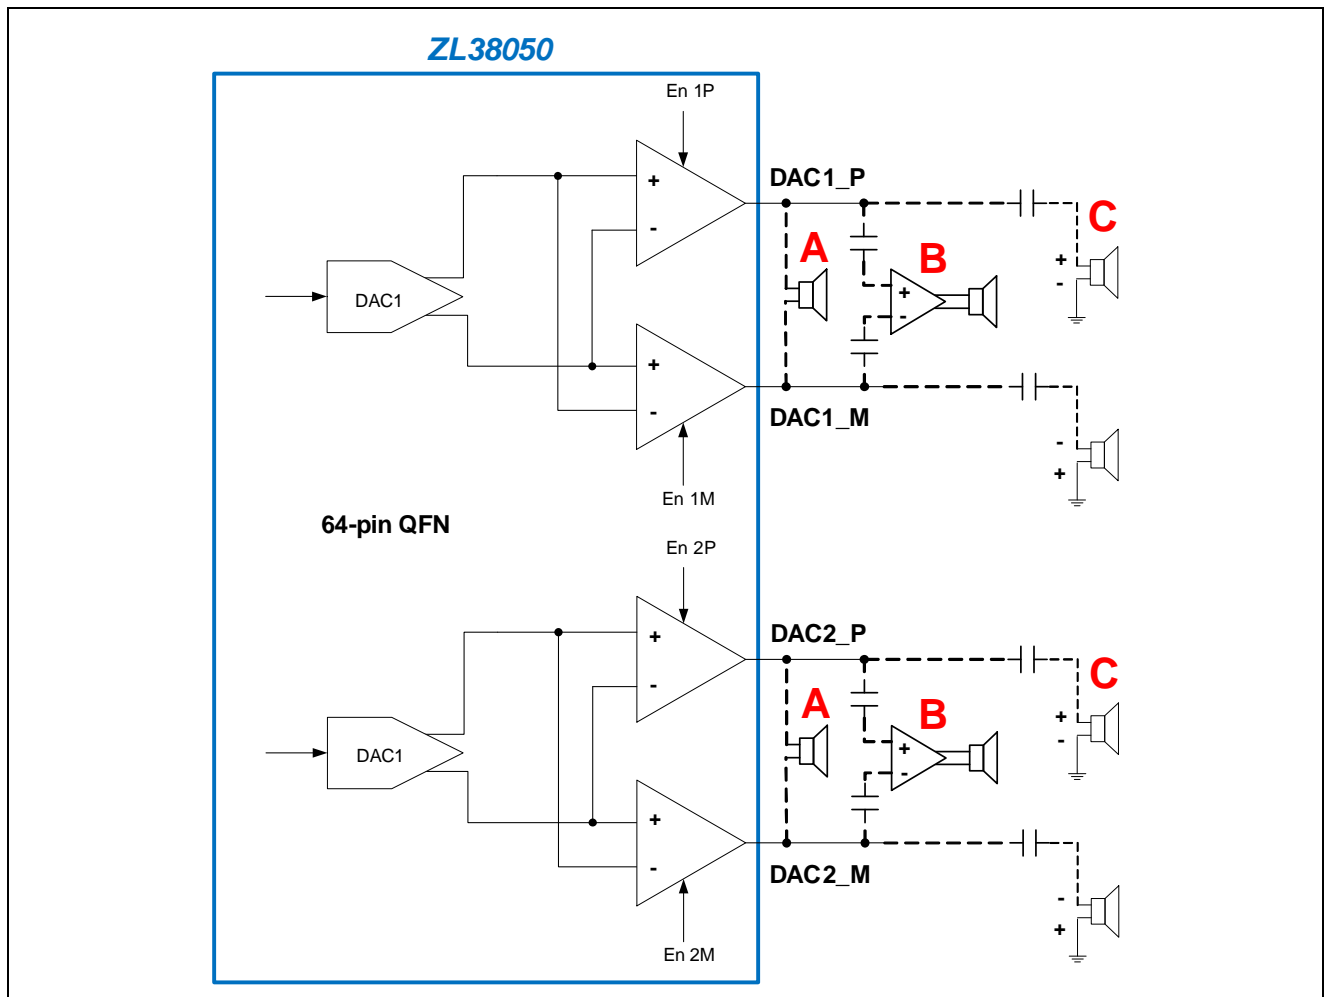 ZL38050
En 1P
DAC1_P
+
-
A
B
C
+
-
+
-
DAC1
+
-
DAC1_M
-
+
En 1M
64-pin QFN
En 2P
DAC2_P
+
-
A
B
C
+
-
+
-
DAC1
+
-
DAC2_M
-
+
En 2M